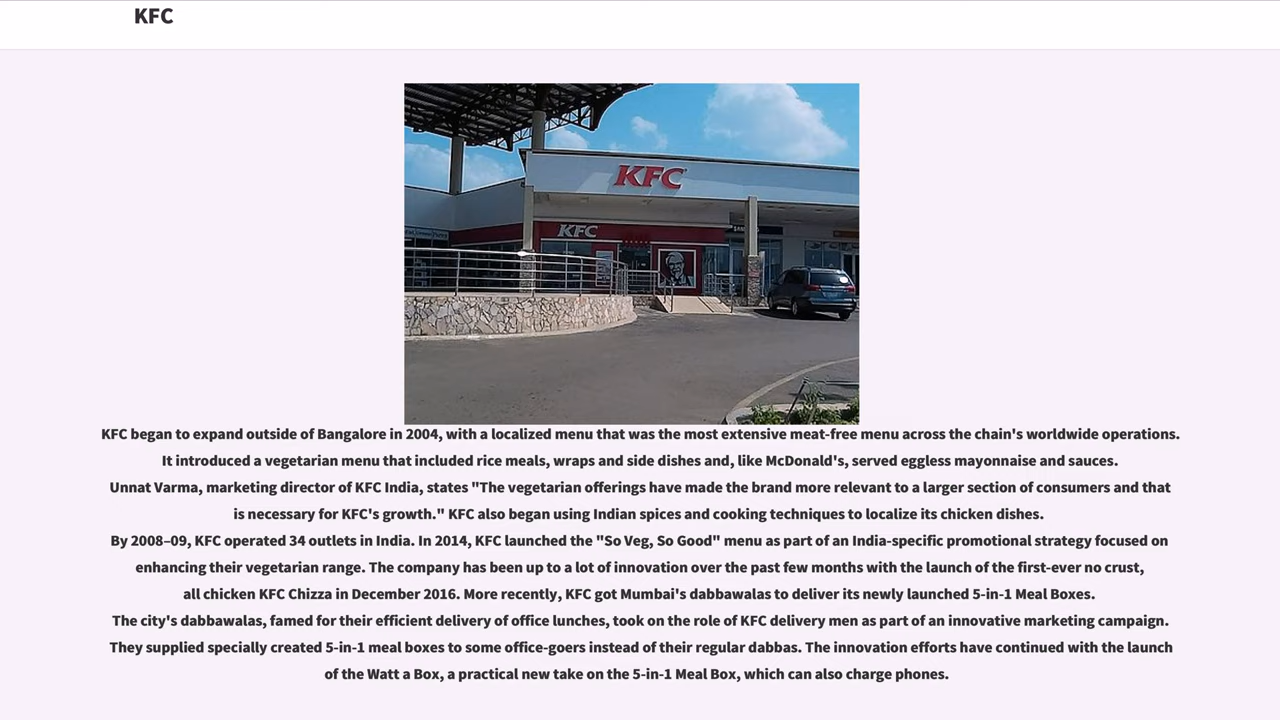 KFC
KFC
KFC
KFC began to expand outside of Bangalore in 2004, with a localized menu that was the most extensive meat-free menu across the chain's worldwide operations.
It introduced a vegetarian menu that included rice meals, wraps and side dishes and, like McDonald's, served eggless mayonnaise and sauces.
Unnat Varma, marketing director of KFC India, states "The vegetarian offerings have made the brand more relevant to a larger section of consumers and that
is necessary for KFC's growth." KFC also began using Indian spices and cooking techniques to localize its chicken dishes.
By 2008–09, KFC operated 34 outlets in India. In 2014, KFC launched the "So Veg, So Good" menu as part of an India-specific promotional strategy focused on
enhancing their vegetarian range. The company has been up to a lot of innovation over the past few months with the launch of the first-ever no crust,
all chicken KFC Chizza in December 2016. More recently, KFC got Mumbai's dabbawalas to deliver its newly launched 5-in-1 Meal Boxes.
The city's dabbawalas, famed for their efficient delivery of office lunches, took on the role of KFC delivery men as part of an innovative marketing campaign.
They supplied specially created 5-in-1 meal boxes to some office-goers instead of their regular dabbas. The innovation efforts have continued with the launch
of the Watt a Box, a practical new take on the 5-in-1 Meal Box, which can also charge phones.